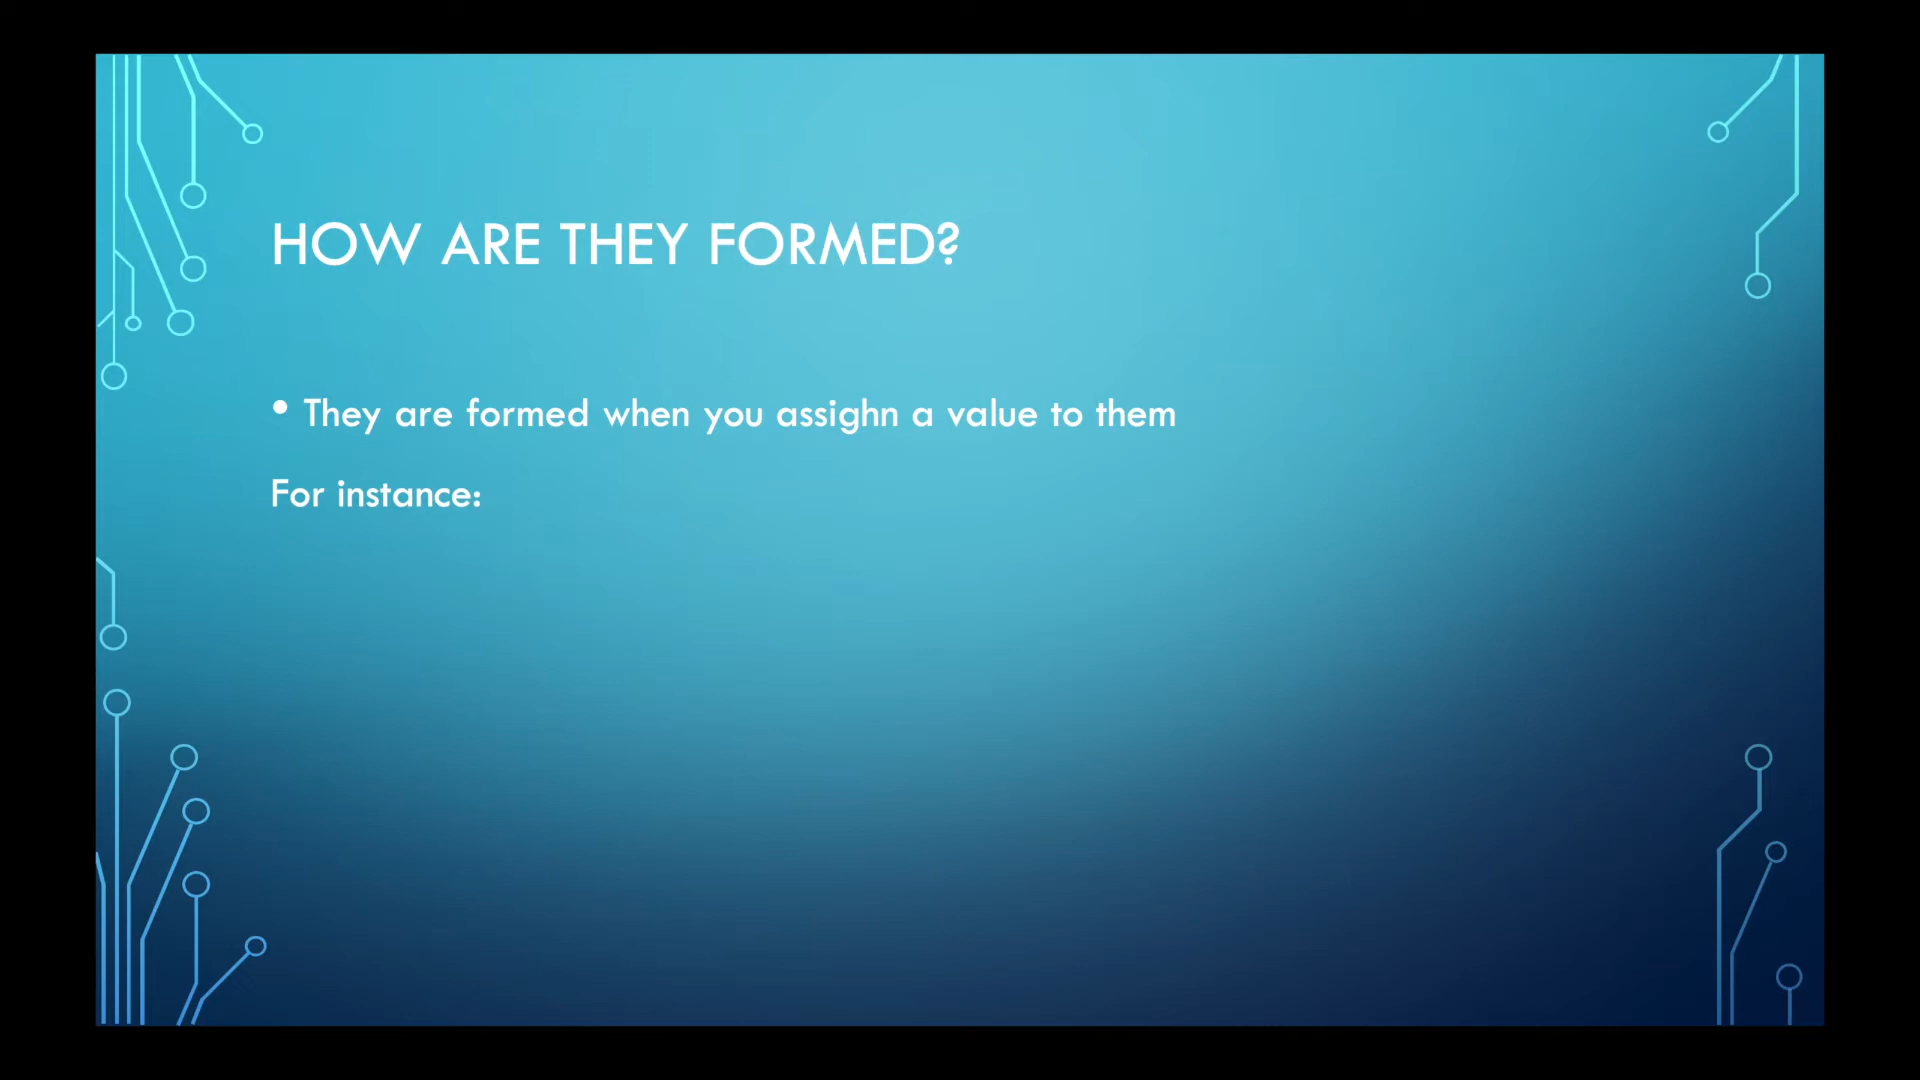 HOW ARE THEY FORMED?
• They are formed when you assighn a value to them
For instance: